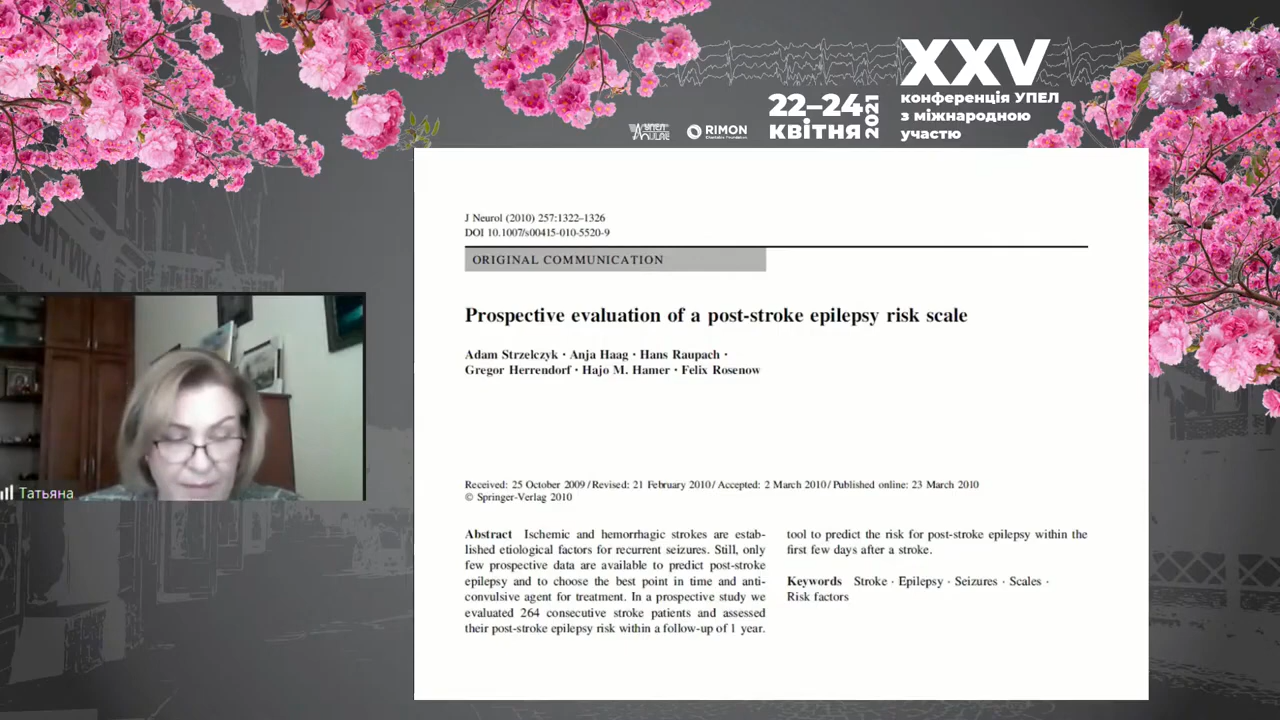 XXV
22–24
квітня
2021
конференція УПЕЛ
з міжнародною
участю
RIMON
J Neurol (2010) 257:1322–1326
DOI 10.1007/s00415-010-5520-9
ORIGINAL COMMUNICATION
Prospective evaluation of a post-stroke epilepsy risk scale
Adam Strzelczyk · Anja Haag · Hans Raupach ·
Gregor Herrendorf · Hajo M. Hamer · Felix Rosenow
Received: 25 October 2009 / Revised: 21 February 2010 / Accepted: 2 March 2010 / Published online: 23 March 2010
© Springer-Verlag 2010
Abstract Ischemic and hemorrhagic strokes are estab-
lished etiological factors for recurrent seizures. Still, only
few prospective data are available to predict post-stroke
epilepsy and to choose the best point in time and anti-
convulsive agent for treatment. In a prospective study we
evaluated 264 consecutive stroke patients and assessed
their post-stroke epilepsy risk within a follow-up of 1 year.
tool to predict the risk for post-stroke epilepsy within the
first few days after a stroke.
Keywords Stroke · Epilepsy · Seizures · Scales ·
Risk factors
Татьяна